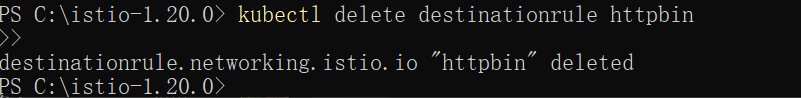 PS C:\istio-1.20.0> kubectl delete destinationrule httpbin
>>
destinationrule.networking.istio.io "httpbin" deleted
PS C:\istio-1.20.0>